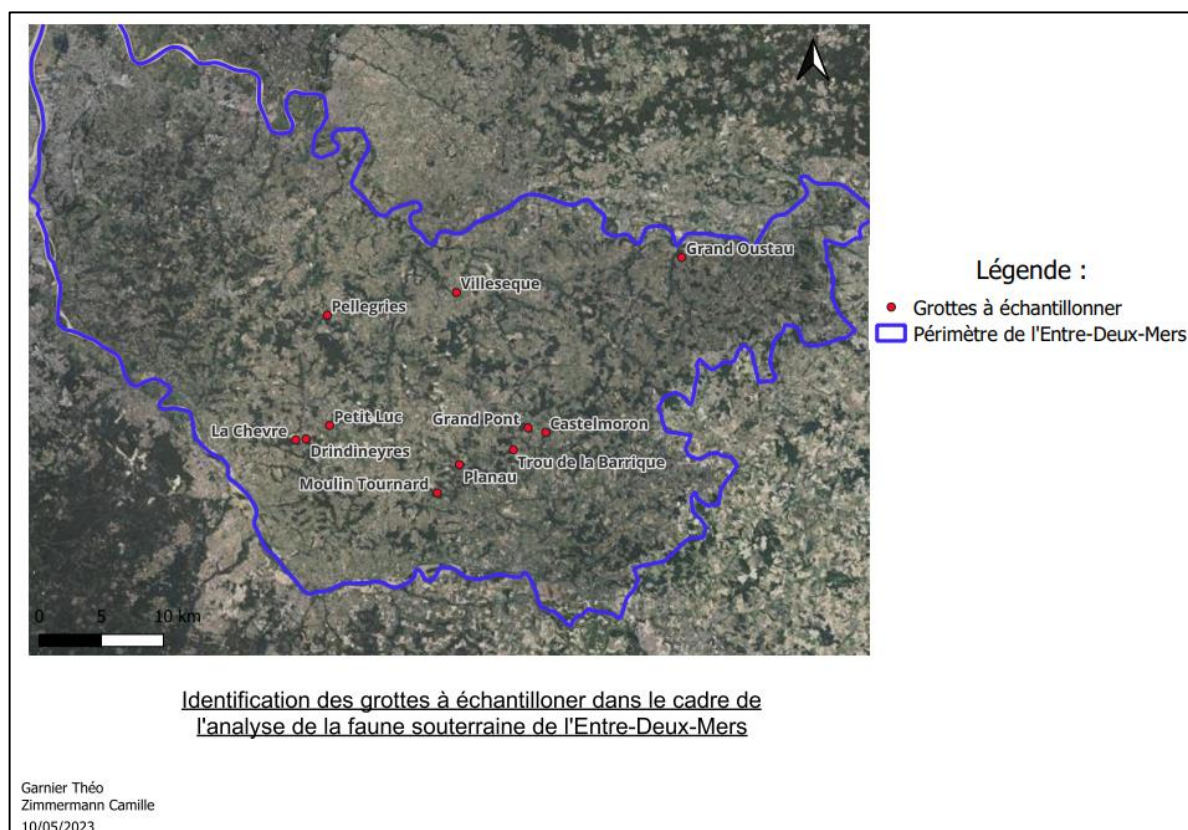 Grand Oustau
Villeseque
Pellegries
Petit Luc
Grand Pont
Castelmoron
La Chevre
Drindineyres
Trou de la Barrique
Planau
Moulin Tournard
0 5 10 km
Légende :
Grottes à échantillonner
Périmètre de l'Entre-Deux-Mers
Identification des grottes à échantilloner dans le cadre de
l'analyse de la faune souterraine de l'Entre-Deux-Mers
Garnier Théo
Zimmermann Camille
10/05/2023